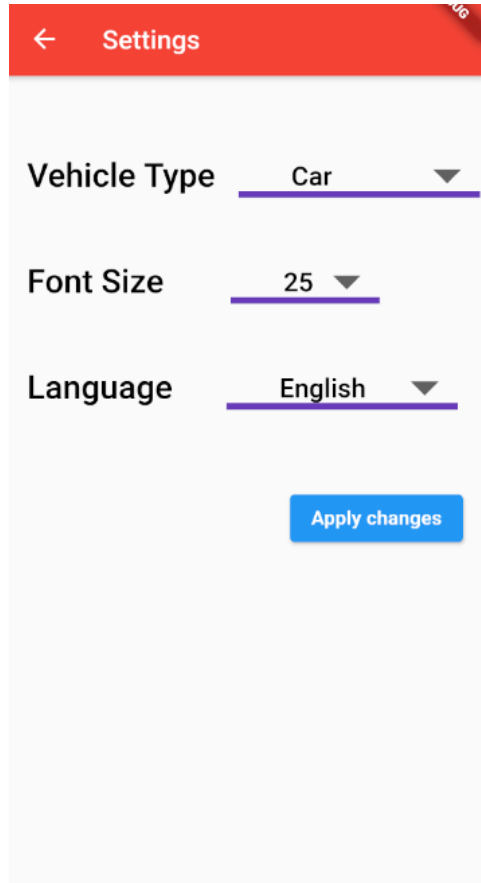 Settings
Vehicle Type Car
Font Size 25
Language English
Apply changes